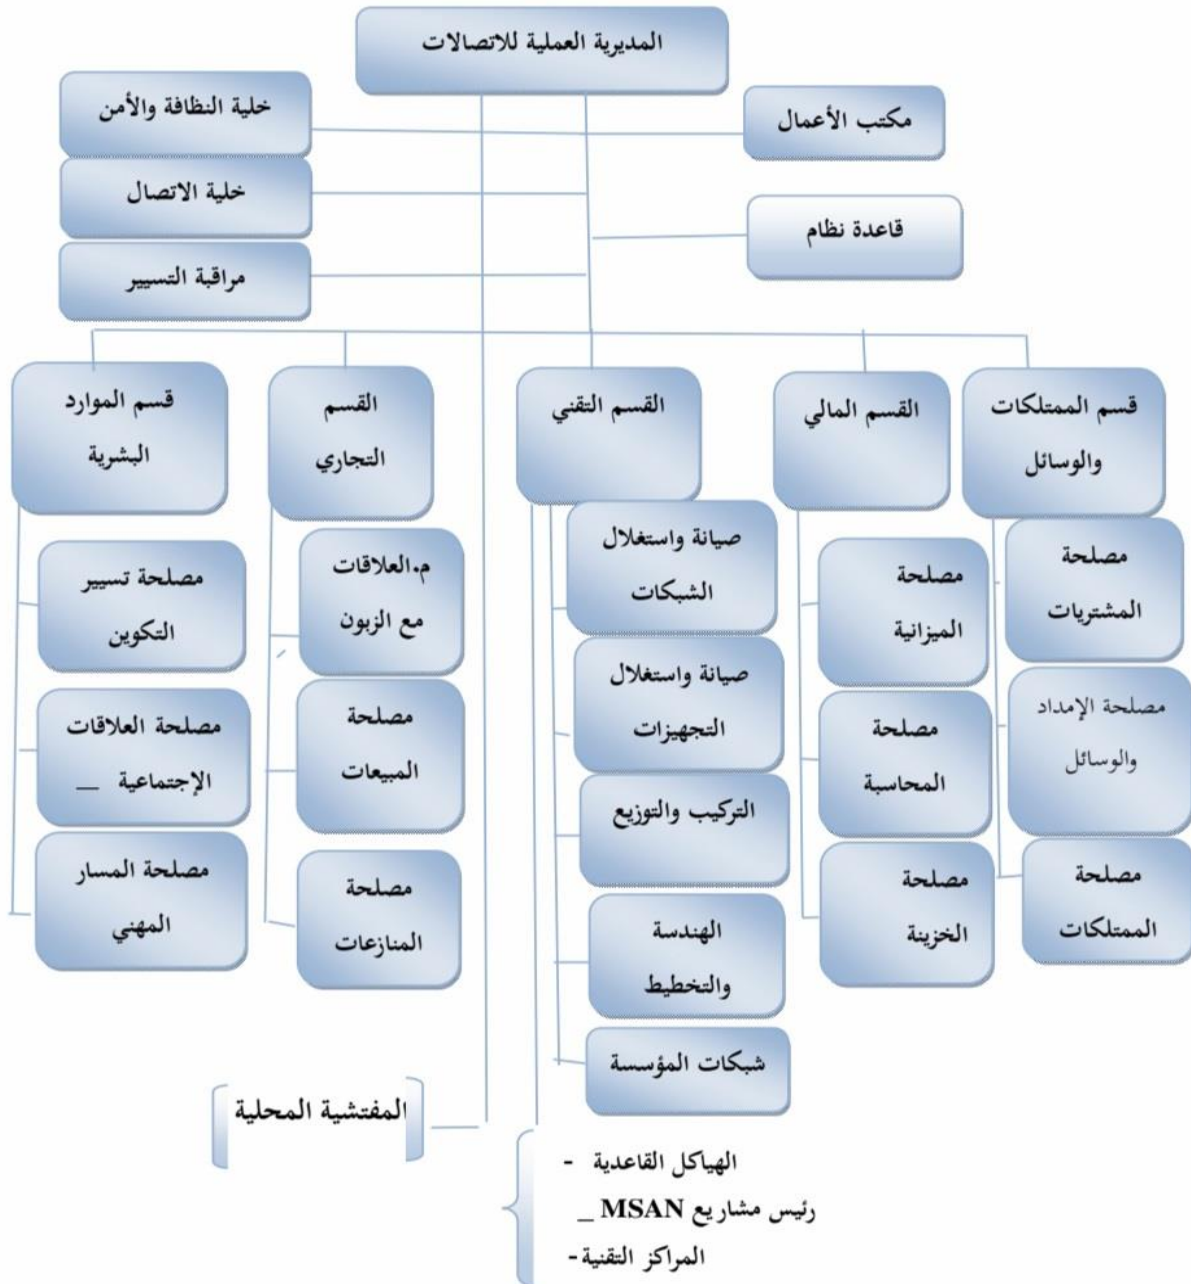 المديرية العملية للاتصالات
مكتب الأعمال
خلية النظافة والأمن
خلية الاتصال
قاعدة نظام
مراقبة التسيير
قسم الممتلكات
والوسائل
القسم المالي
القسم التقني
القسم
التجاري
قسم الموارد
البشرية
مصلحة
المشتريات
مصلحة الإمداد
والوسائل
مصلحة
الممتلكات
مصلحة
الميزانية
مصلحة
المحاسبة
مصلحة
الخزينة
صيانة واستغلال
الشبكات
صيانة واستغلال
التجهيزات
التركيب والتوزيع
الهندسة
والتخطيط
شبكات المؤسسة
م.العلاقات
مع الزبون
مصلحة
المبيعات
مصلحة
المنازعات
مصلحة تسيير
التكوين
مصلحة العلاقات
الإجتماعية _
مصلحة المسار
المهني
المفتشية المحلية
الهياكل القاعدية -
رئيس مشاريع MSAN _
المراكز التقنية-